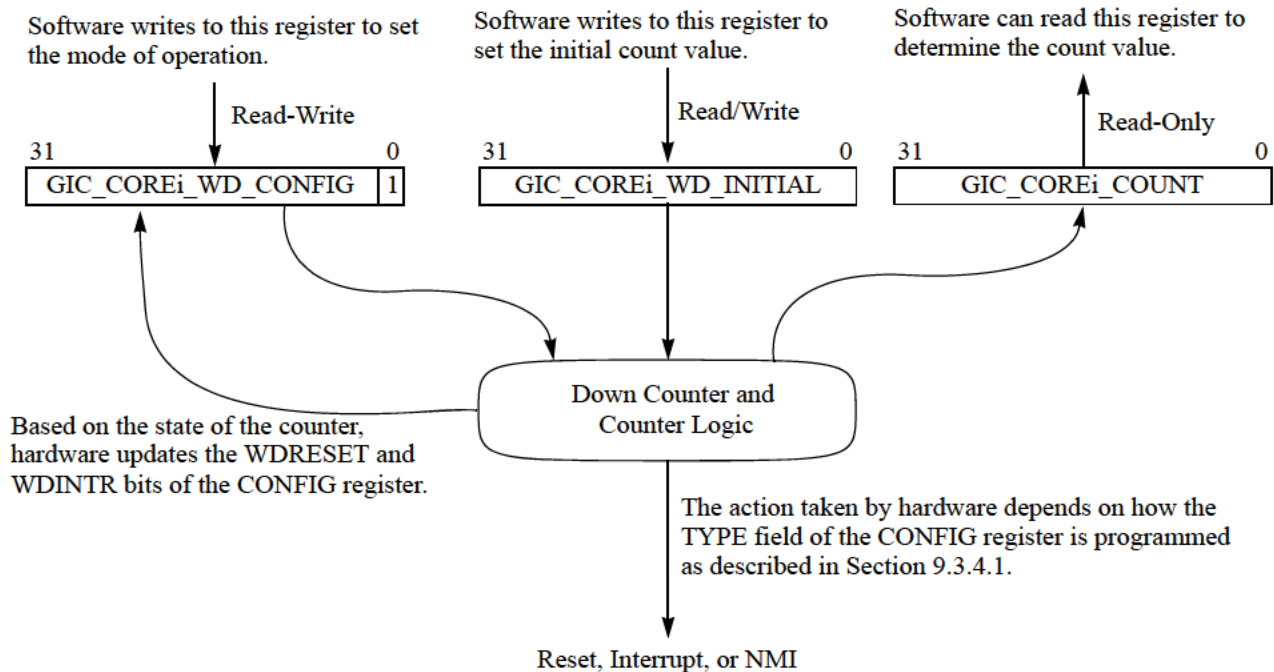 Software writes to this register to set
the mode of operation.
Software writes to this register to
set the initial count value.
Software can read this register to
determine the count value.
Read-Write
Read/Write
Read-Only
31
0
31
0
31
0
GIC_COREi_WD_CONFIG
1
GIC_COREi_WD_INITIAL
GIC_COREi_COUNT
Down Counter and
Counter Logic
Based on the state of the counter,
hardware updates the WDRESET and
WDINTR bits of the CONFIG register.
The action taken by hardware depends on how the
TYPE field of the CONFIG register is programmed
as described in Section 9.3.4.1.
Reset, Interrupt, or NMI